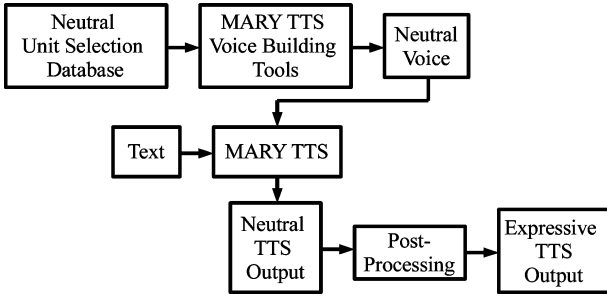 Neutral
Unit Selection
Database
MARY TTS
Voice Building
Tools
Neutral
Voice
Text
MARY TTS
Neutral
TTS
Output
Post-
Processing
Expressive
TTS
Output